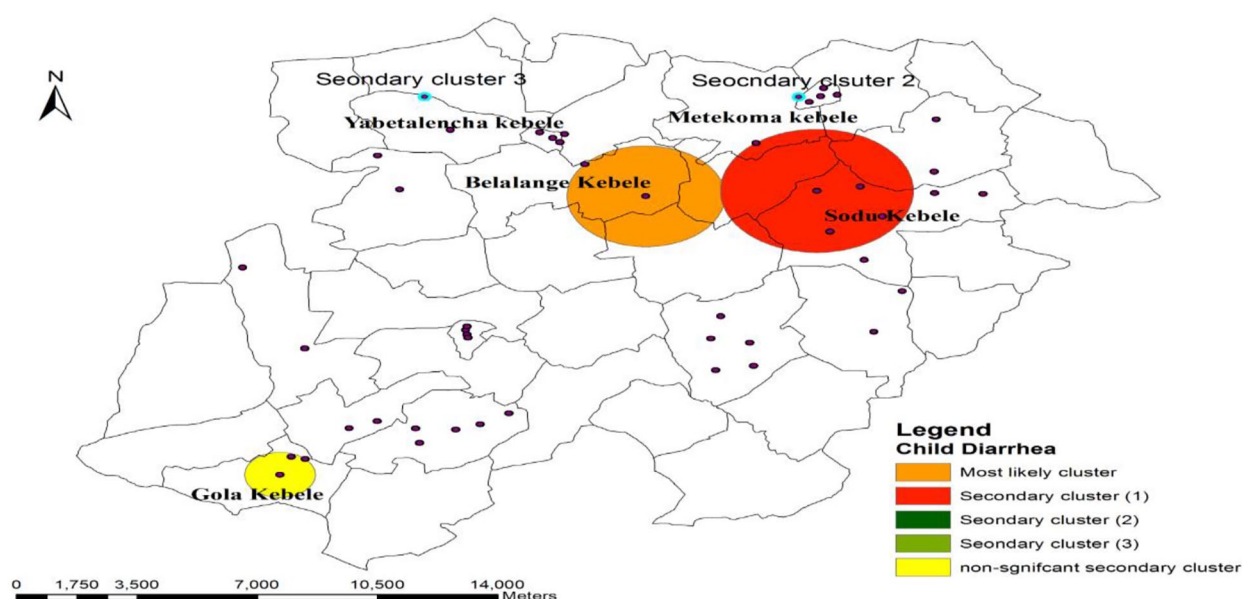 N
Seondary cluster 3
Seocndary clsuter 2
Yabetalencha kebele
Metekoma kebele
Belalange Kebele
Sodu Kebele
Gola Kebele
Legend
Child Diarrhea
Most likely cluster
Secondary cluster (1)
Seondary cluster (2)
Seondary cluster (3)
non-sgnifcant secondary cluster
0 1,750 3,500 7,000 10,500 14,000
Meters